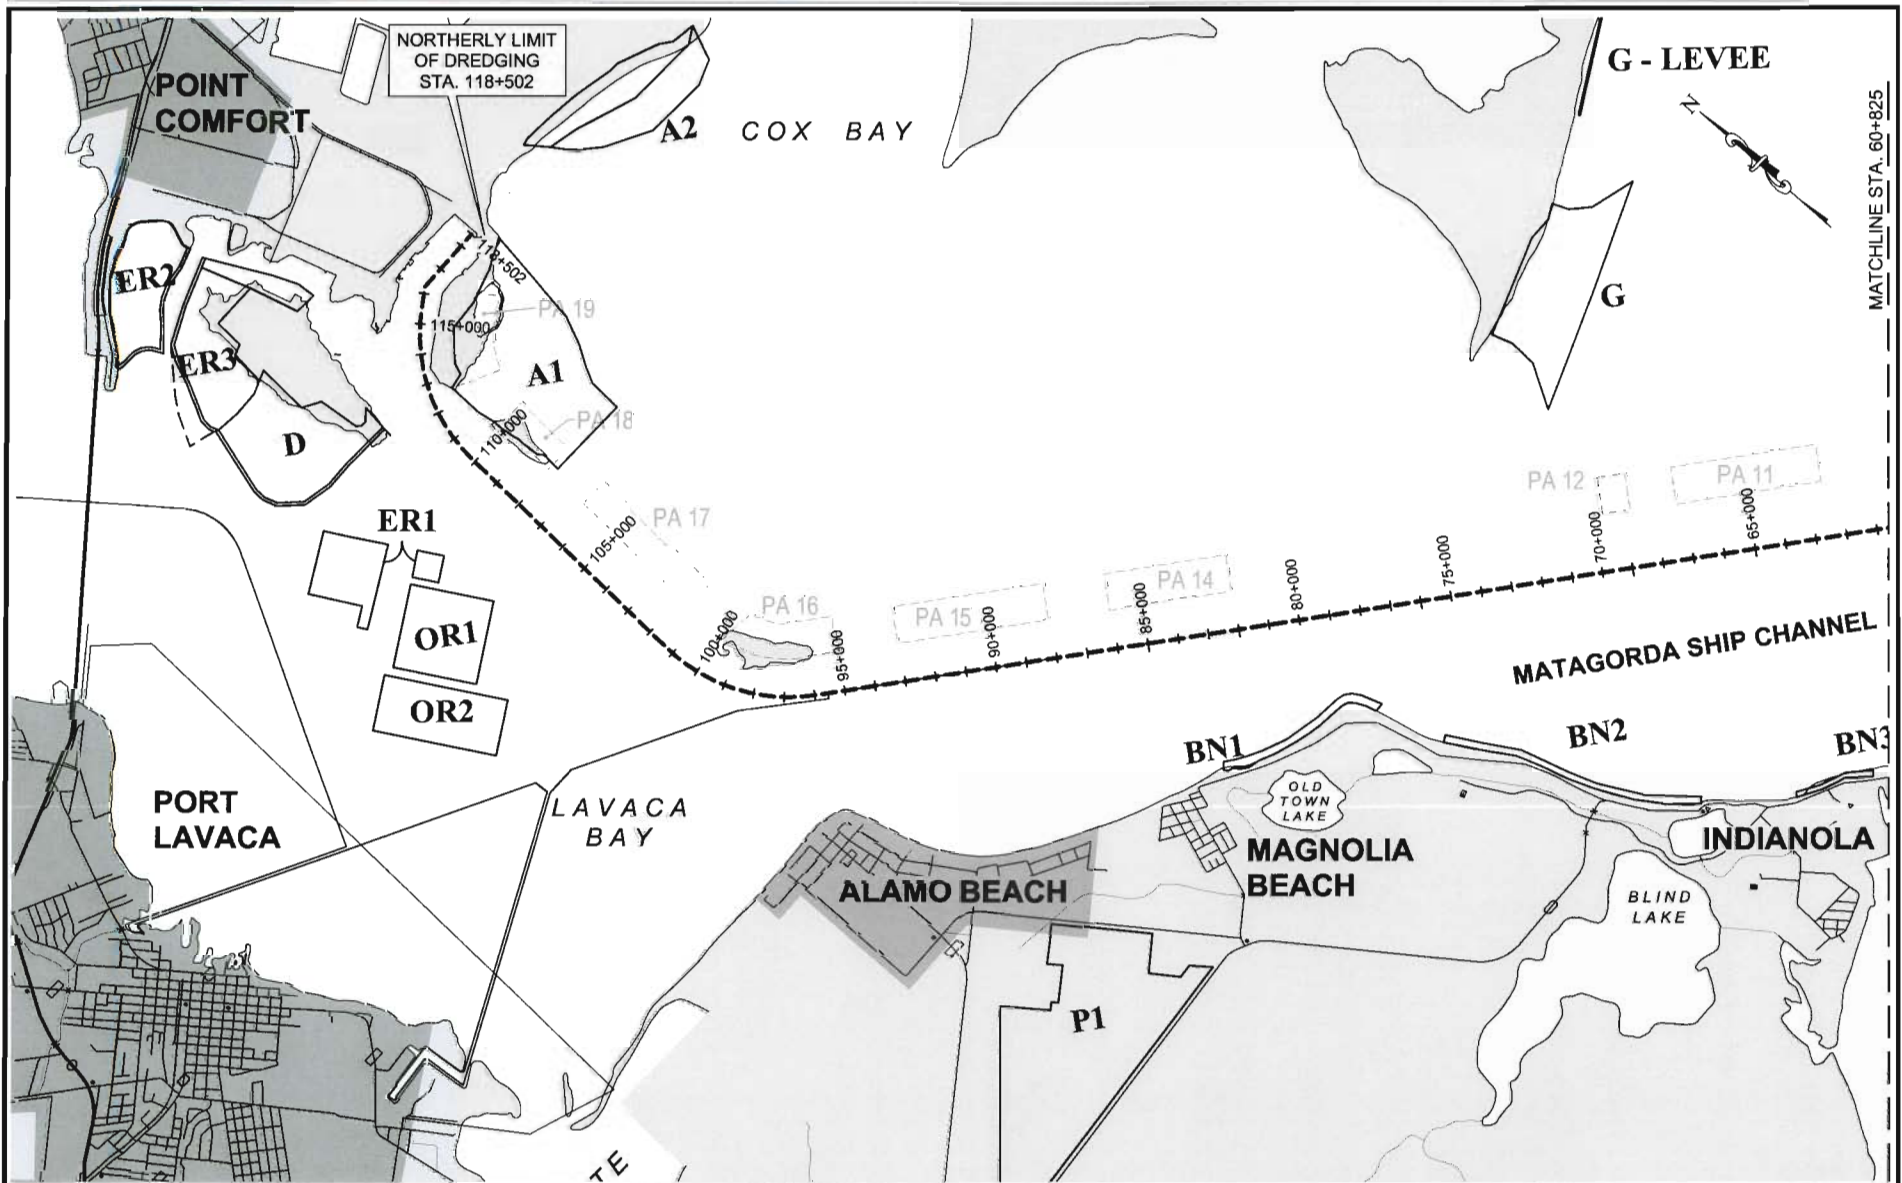 NORTHERLY LIMIT
OF DREDGING
STA. 118+502
POINT
COMFORT
A2
COX BAY
G - LEVEE
N
MATCHLINE STA. 60+825
ER2
118+502
PA 19
115+000
G
ER3
A1
PA 18
110+000
D
PA 12
PA 11
ER1
PA 17
105+000
70+000
65+000
75+000
PA 14
80+000
PA 16
PA 15
85+000
90+000
OR1
100+000
95+000
MATAGORDA SHIP CHANNEL
OR2
BN1
BN2
BN3
PORT
LAVACA
LAVACA
BAY
OLD
TOWN
LAKE
INDIANOLA
MAGNOLIA
BEACH
ALAMO BEACH
BLIND
LAKE
P1
TE